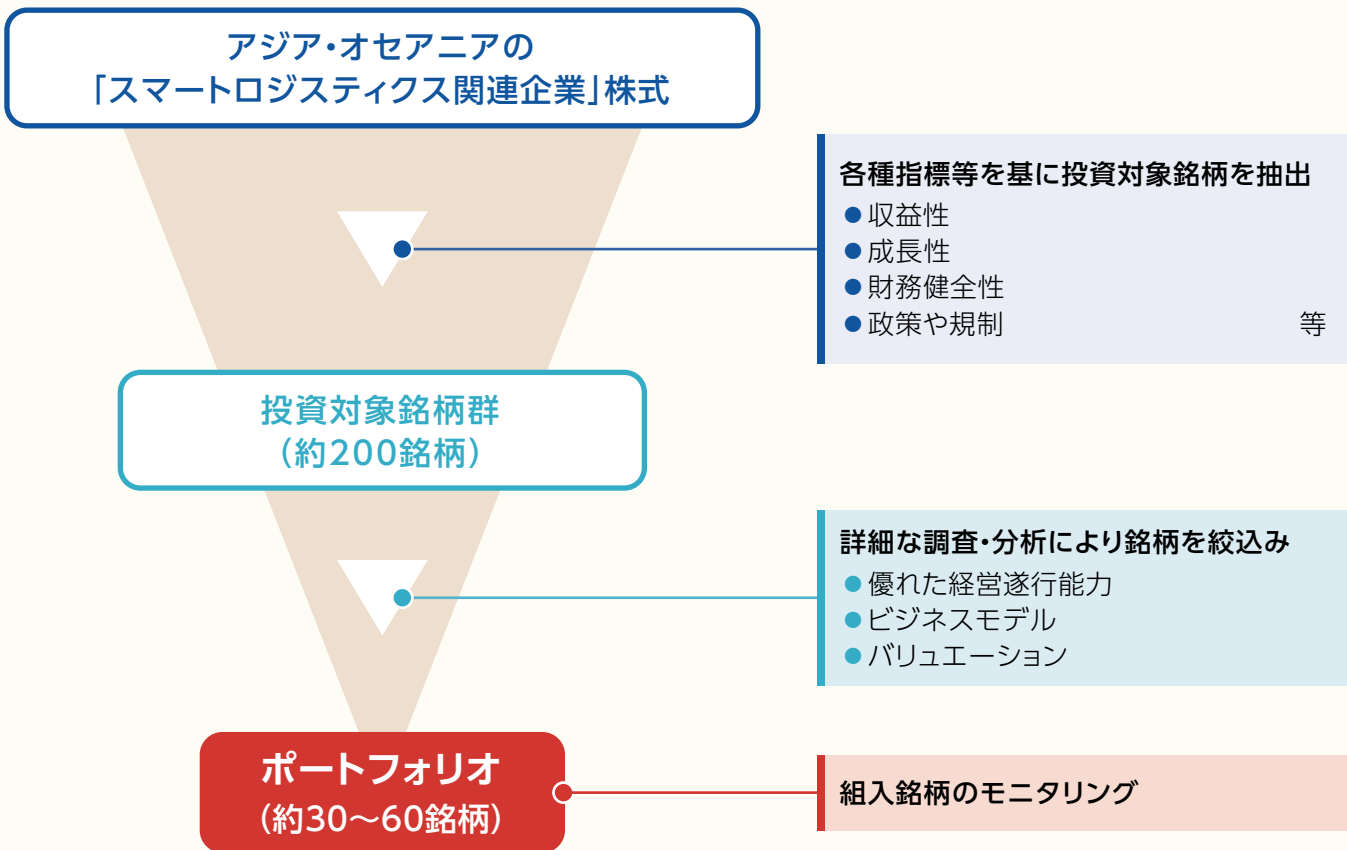 アジア・オセアニアの
「スマートロジスティクス関連企業」株式
各種指標等を基に投資対象銘柄を抽出
●収益性
●成長性
●財務健全性
●政策や規制 等
投資対象銘柄群
(約200銘柄)
詳細な調査・分析により銘柄を絞込み
●優れた経営遂行能力
●ビジネスモデル
●バリュエーション
ポートフォリオ
(約30〜60銘柄)
組入銘柄のモニタリング